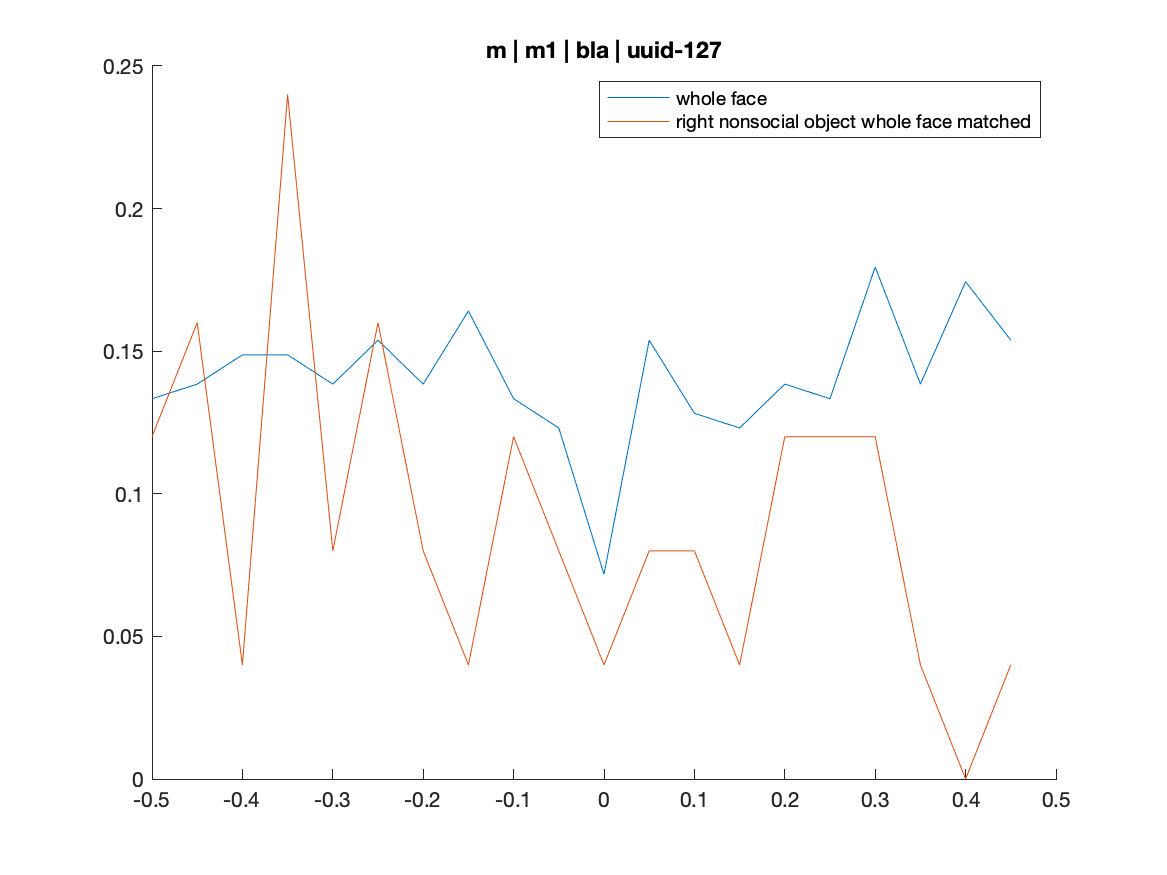 m | m1 | bla | uuid-127
0.25
whole face
right nonsocial object whole face matched
0.2
0.15
0.1
0.05
0
-0.5 -0.4 -0.3 -0.2 -0.1 0 0.1 0.2 0.3 0.4 0.5